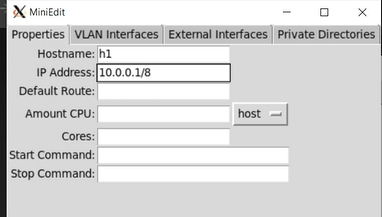 MiniEdit
Properties VLAN Interfaces External Interfaces Private Directories
Hostname: h1
IP Address: 10.0.0.1/8
Default Route:
Amount CPU: host
Cores:
Start Command:
Stop Command: